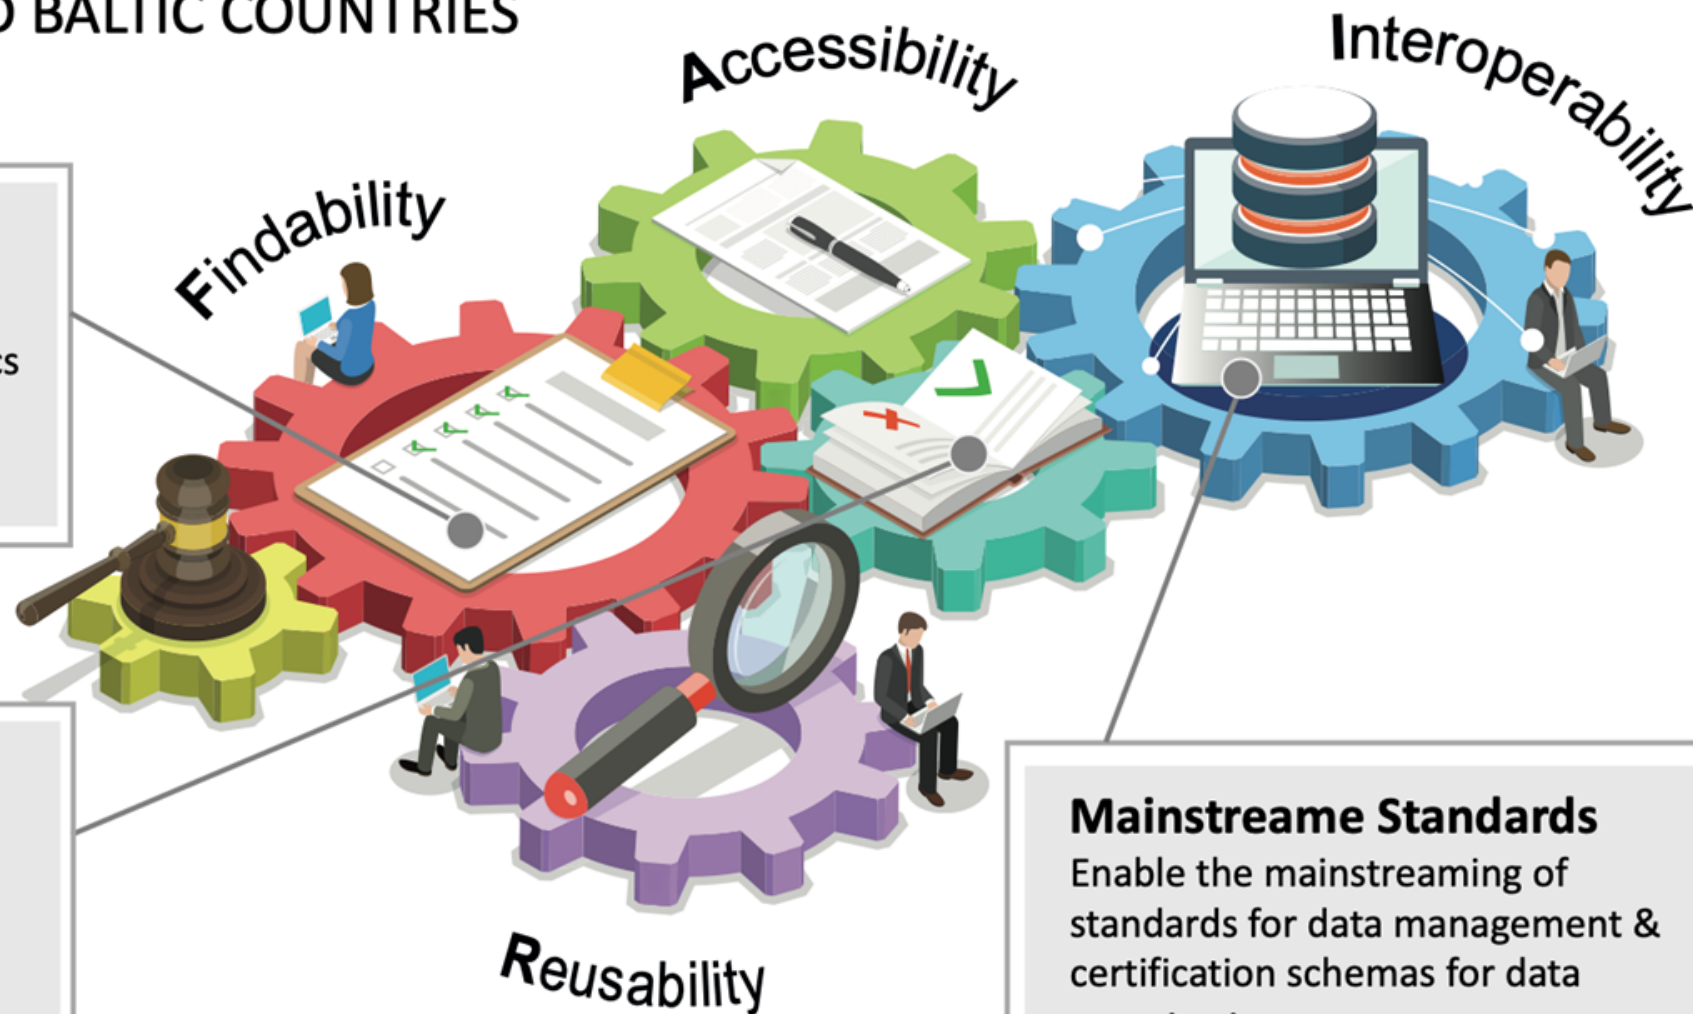 BALTIC COUNTRIES
Accessibility
Interoperability
Findability
cs
Reusability
Mainstreame Standards
Enable the mainstreaming of
standards for data management &
certification schemas for data